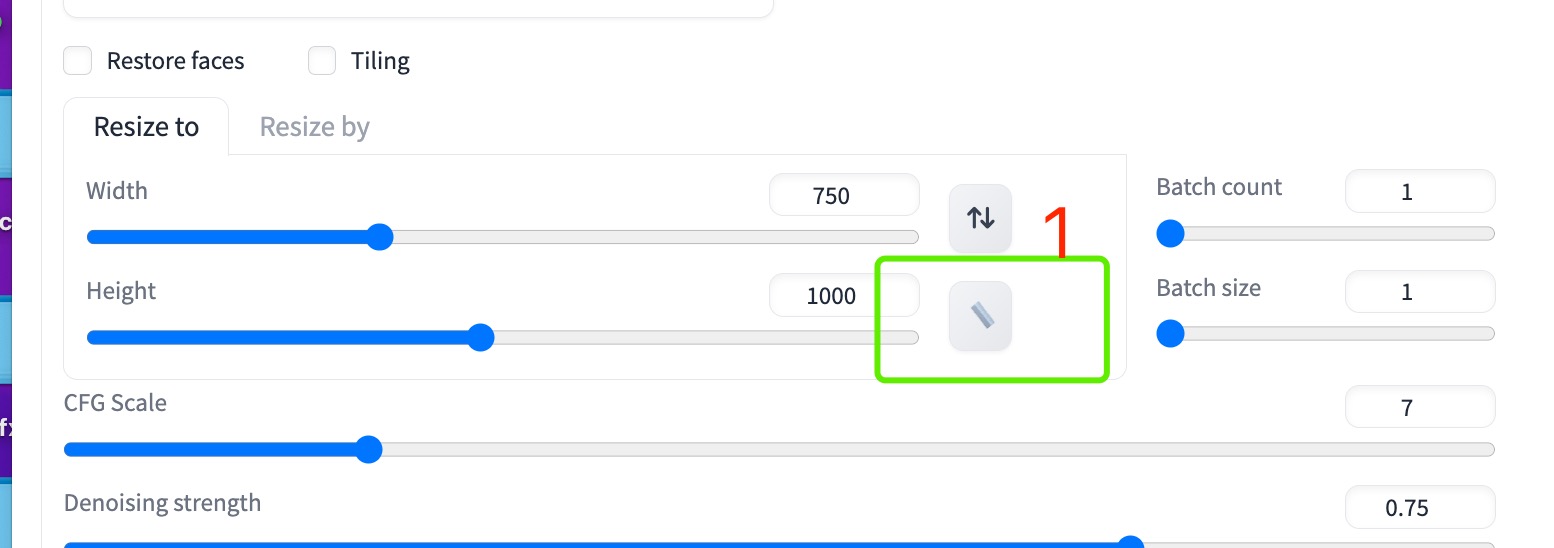 Restore faces
Tiling
Resize to
Resize by
Width
750
1
Height
1000
Batch count
1
Batch size
1
CFG Scale
7
Denoising strength
0.75
c